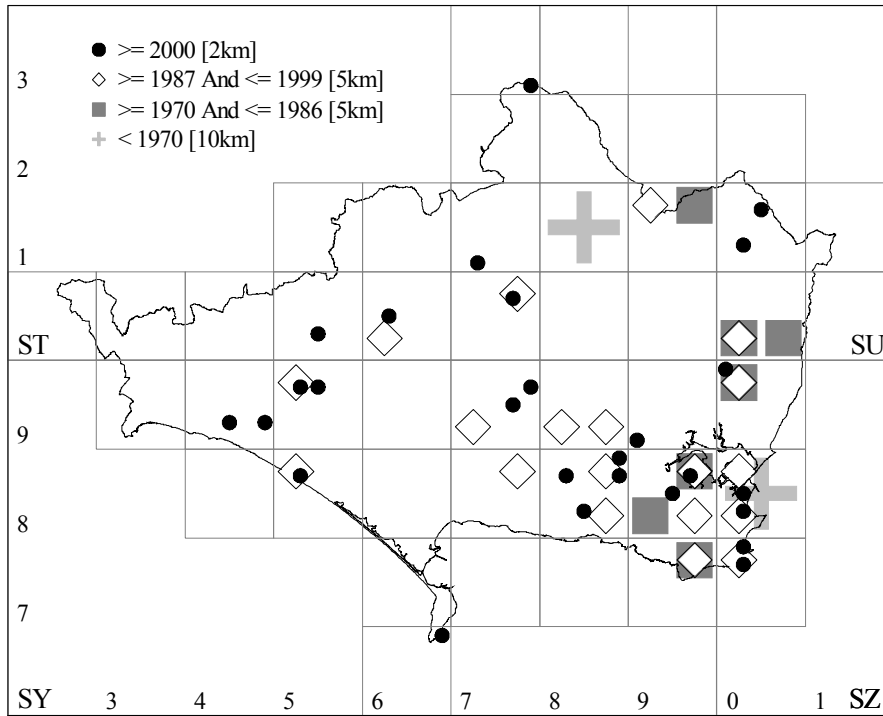 >= 2000 [2km]
>= 1987 And <= 1999 [5km]
>= 1970 And <= 1986 [5km]
< 1970 [10km]
3
2
1
ST SU
9
8
7
SY 3 4 5 6 7 8 9 0 1 SZ